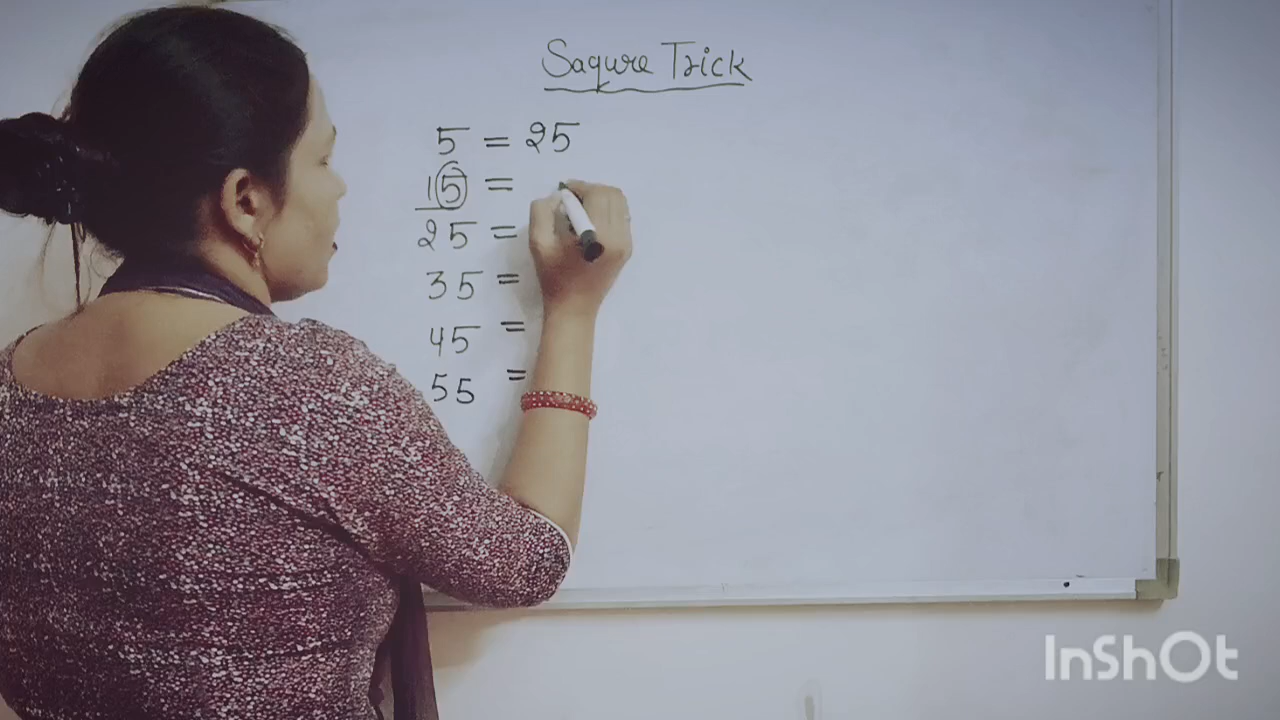 Saqure Trick
5 = 25
15 =
25 =
35 =
45 =
55 =
InShOt